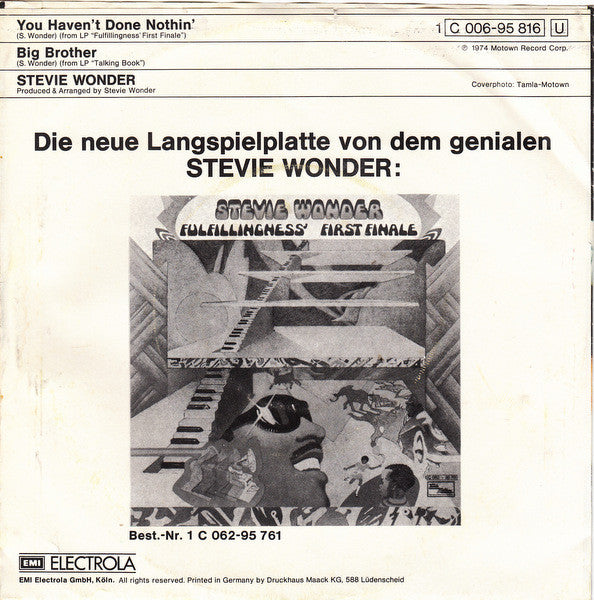 You Haven't Done Nothin'
(S. Wonder) (from LP "Fulfillingness' First Finale")
1 C 006-95 816 U
Big Brother
(S. Wonder) (from LP "Talking Book")
℗ 1974 Motown Record Corp.
STEVIE WONDER
Produced & Arranged by Stevie Wonder
Coverphoto: Tamla-Motown
Die neue Langspielplatte von dem genialen
STEVIE WONDER:
STEVIE WONDER
FULFILLINGNESS' FIRST FINALE
Best.-Nr. 1 C 062-95 761
EMI ELECTROLA
EMI Electrola GmbH, Köln. All rights reserved. Printed in Germany by Druckhaus Maack KG, 588 Lüdenscheid